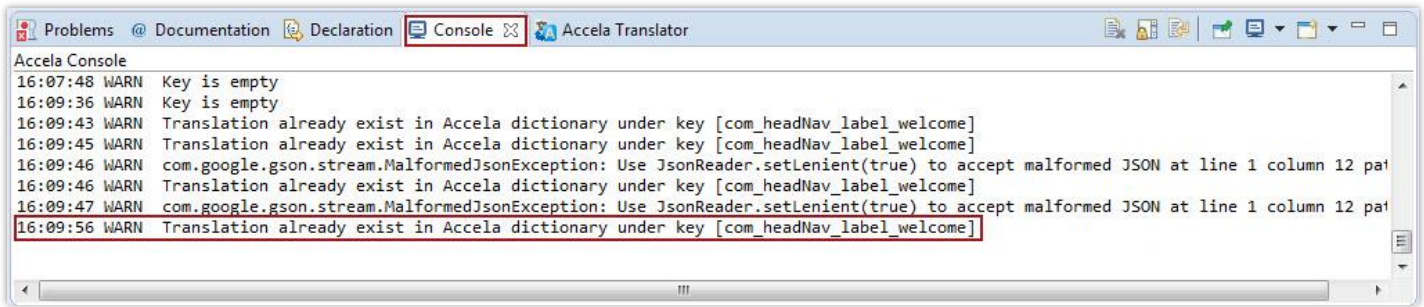 Problems @ Documentation Declaration Console Accela Translator
Accela Console
16:07:48 WARN Key is empty
16:09:36 WARN Key is empty
16:09:43 WARN Translation already exist in Accela dictionary under key [com_headNav_label_welcome]
16:09:45 WARN Translation already exist in Accela dictionary under key [com_headNav_label_welcome]
16:09:46 WARN com.google.gson.stream.MalformedJsonException: Use JsonReader.setLenient(true) to accept malformed JSON at line 1 column 12 pat
16:09:46 WARN Translation already exist in Accela dictionary under key [com_headNav_label_welcome]
16:09:47 WARN com.google.gson.stream.MalformedJsonException: Use JsonReader.setLenient(true) to accept malformed JSON at line 1 column 12 pat
16:09:56 WARN Translation already exist in Accela dictionary under key [com_headNav_label_welcome]